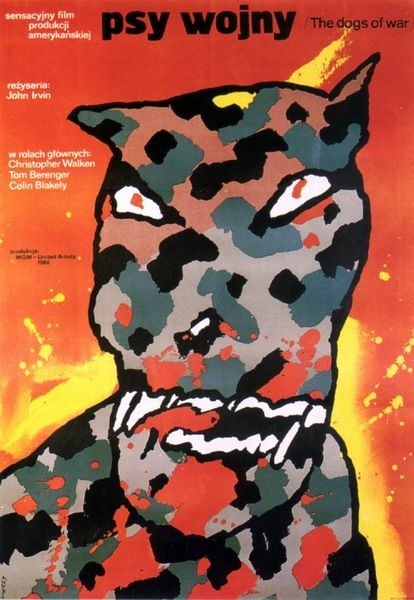 sensacyjny film
produkcji
amerykańskiej
psy wojny
/The dogs of war/
reżyseria:
John Irvin
w rolach głównych:
Christopher Walken
Tom Berenger
Colin Blakely
produkcja:
MGM-United Artists
1980